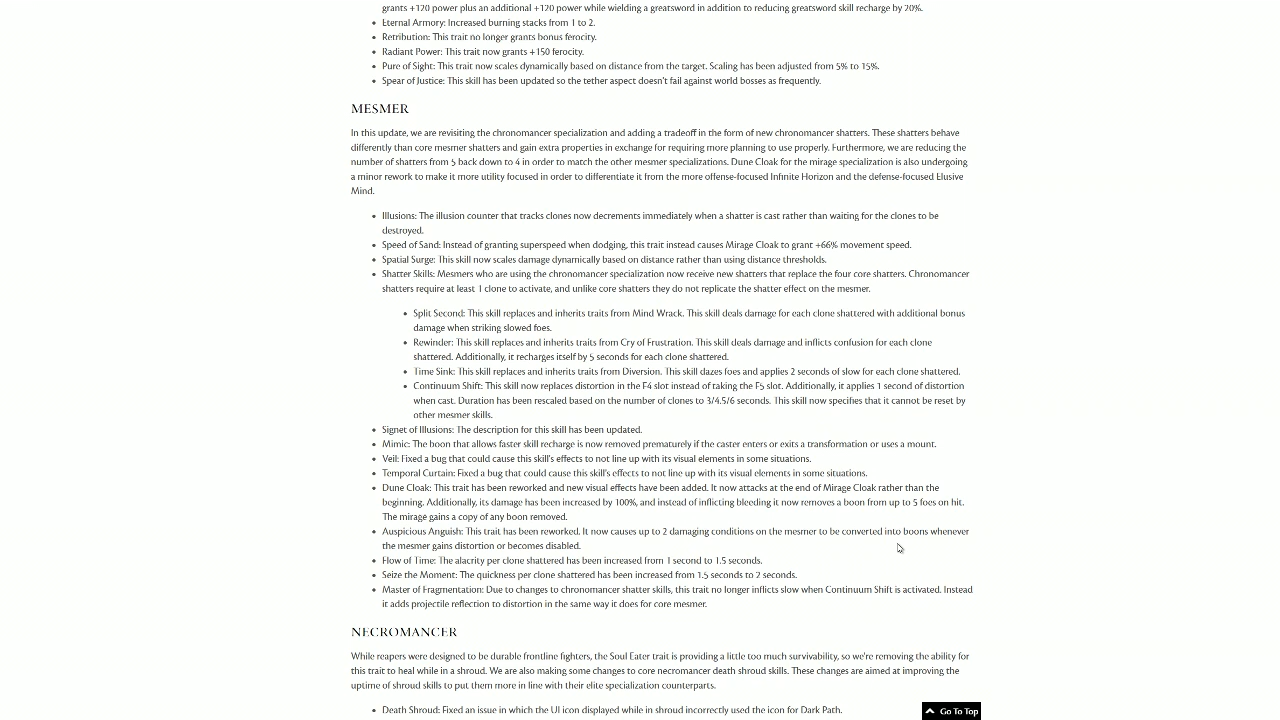 grants +120 power plus an additional +120 power while wielding a greatsword in addition to reducing greatsword skill recharge by 20%.
• Eternal Armory: Increased burning stacks from 1 to 2.
• Retribution: This trait no longer grants bonus ferocity.
• Radiant Power: This trait now grants +150 ferocity.
• Pure of Sight: This trait now scales dynamically based on distance from the target. Scaling has been adjusted from 5% to 15%.
• Spear of Justice: This skill has been updated so the tether aspect doesn't fail against world bosses as frequently.
MESMER
In this update, we are revisiting the chronomancer specialization and adding a tradeoff in the form of new chronomancer shatters. These shatters behave
differently than core mesmer shatters and gain extra properties in exchange for requiring more planning to use properly. Furthermore, we are reducing the
number of shatters from 5 back down to 4 in order to match the other mesmer specializations. Dune Cloak for the mirage specialization is also undergoing
a minor rework to make it more utility focused in order to differentiate it from the more offense-focused Infinite Horizon and the defense-focused Elusive
Mind.
• Illusions: The illusion counter that tracks clones now decrements immediately when a shatter is cast rather than waiting for the clones to be
destroyed.
• Speed of Sand: Instead of granting superspeed when dodging, this trait instead causes Mirage Cloak to grant +66% movement speed.
• Spatial Surge: This skill now scales damage dynamically based on distance rather than using distance thresholds.
• Shatter Skills: Mesmers who are using the chronomancer specialization now receive new shatters that replace the four core shatters. Chronomancer
shatters require at least 1 clone to activate, and unlike core shatters they do not replicate the shatter effect on the mesmer.
• Split Second: This skill replaces and inherits traits from Mind Wrack. This skill deals damage for each clone shattered with additional bonus
damage when striking slowed foes.
• Rewinder: This skill replaces and inherits traits from Cry of Frustration. This skill deals damage and inflicts confusion for each clone
shattered. Additionally, it recharges itself by 5 seconds for each clone shattered.
• Time Sink: This skill replaces and inherits traits from Diversion. This skill dazes foes and applies 2 seconds of slow for each clone shattered.
• Continuum Shift: This skill now replaces distortion in the F4 slot instead of taking the F5 slot. Additionally, it applies 1 second of distortion
when cast. Duration has been rescaled based on the number of clones to 3/4.5/6 seconds. This skill now specifies that it cannot be reset by
other mesmer skills.
• Signet of Illusions: The description for this skill has been updated.
• Mimic: The boon that allows faster skill recharge is now removed prematurely if the caster enters or exits a transformation or uses a mount.
• Veil: Fixed a bug that could cause this skill's effects to not line up with its visual elements in some situations.
• Temporal Curtain: Fixed a bug that could cause this skill's effects to not line up with its visual elements in some situations.
• Dune Cloak: This trait has been reworked and new visual effects have been added. It now attacks at the end of Mirage Cloak rather than the
beginning. Additionally, its damage has been increased by 100%, and instead of inflicting bleeding it now removes a boon from up to 5 foes on hit.
The mirage gains a copy of any boon removed.
• Auspicious Anguish: This trait has been reworked. It now causes up to 2 damaging conditions on the mesmer to be converted into boons whenever
the mesmer gains distortion or becomes disabled.
• Flow of Time: The alacrity per clone shattered has been increased from 1 second to 1.5 seconds.
• Seize the Moment: The quickness per clone shattered has been increased from 1.5 seconds to 2 seconds.
• Master of Fragmentation: Due to changes to chronomancer shatter skills, this trait no longer inflicts slow when Continuum Shift is activated. Instead
it adds projectile reflection to distortion in the same way it does for core mesmer.
NECROMANCER
While reapers were designed to be durable frontline fighters, the Soul Eater trait is providing a little too much survivability, so we're removing the ability for
this trait to heal while in a shroud. We are also making some changes to core necromancer death shroud skills. These changes are aimed at improving the
uptime of shroud skills to put them more in line with their elite specialization counterparts.
• Death Shroud: Fixed an issue in which the UI icon displayed while in shroud incorrectly used the icon for Dark Path.
Go To Top